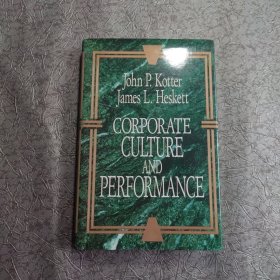 John P. Kotter
James L. Heskett
CORPORATE
CULTURE
AND
PERFORMANCE